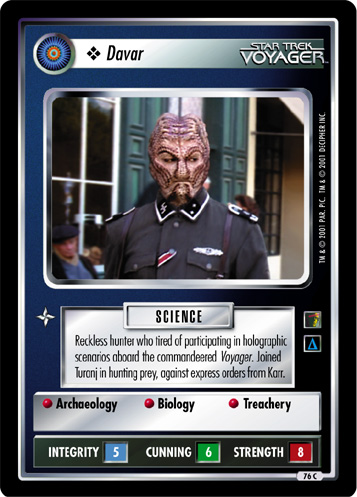 ❖ Davar
STAR TREK
VOYAGER
TM & © 2001 PAR. PIC. TM & © 2001 DECIPHER INC.
SCIENCE
Reckless hunter who tired of participating in holographic
scenarios aboard the commandeered Voyager. Joined
Turanj in hunting prey, against express orders from Karr.
Archaeology Biology Treachery
INTEGRITY 5 CUNNING 6 STRENGTH 8
76 C